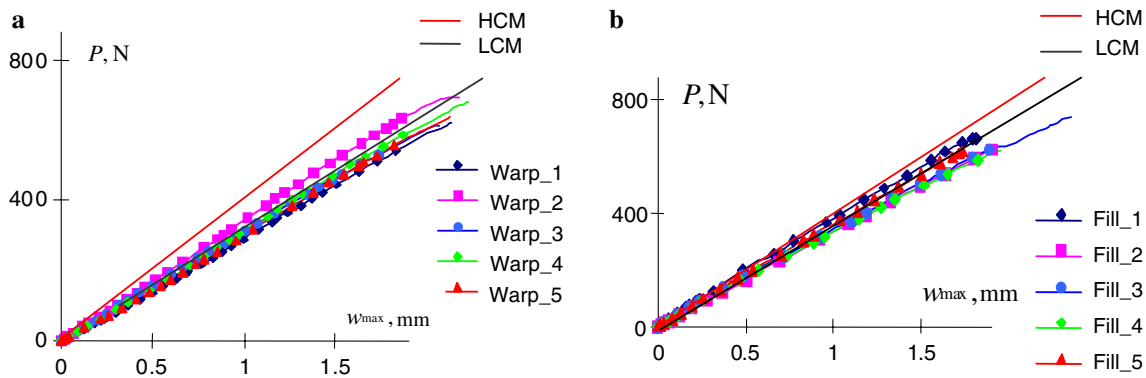 a
HCM
LCM
P, N
800
400
0
0
0.5
1
1.5
wmax, mm
Warp_1
Warp_2
Warp_3
Warp_4
Warp_5
b
HCM
LCM
P, N
800
400
0
0
0.5
1
1.5
wmax, mm
Fill_1
Fill_2
Fill_3
Fill_4
Fill_5